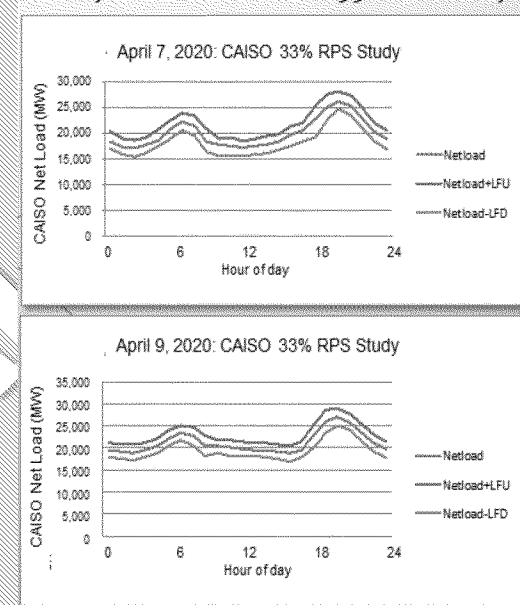 April 7, 2020: CAISO 33% RPS Study
30,000
25,000
20,000
15,000
10,000
5,000
0
CAISO Net Load (MW)
0 6 12 18 24
Hour of day
Netload
Netload+LFU
Netload-LFD
April 9, 2020: CAISO 33% RPS Study
35,000
30,000
25,000
20,000
15,000
10,000
5,000
0
CAISO Net Load (MW)
0 6 12 18 24
Hour of day
Netload
Netload+LFU
Netload-LFD